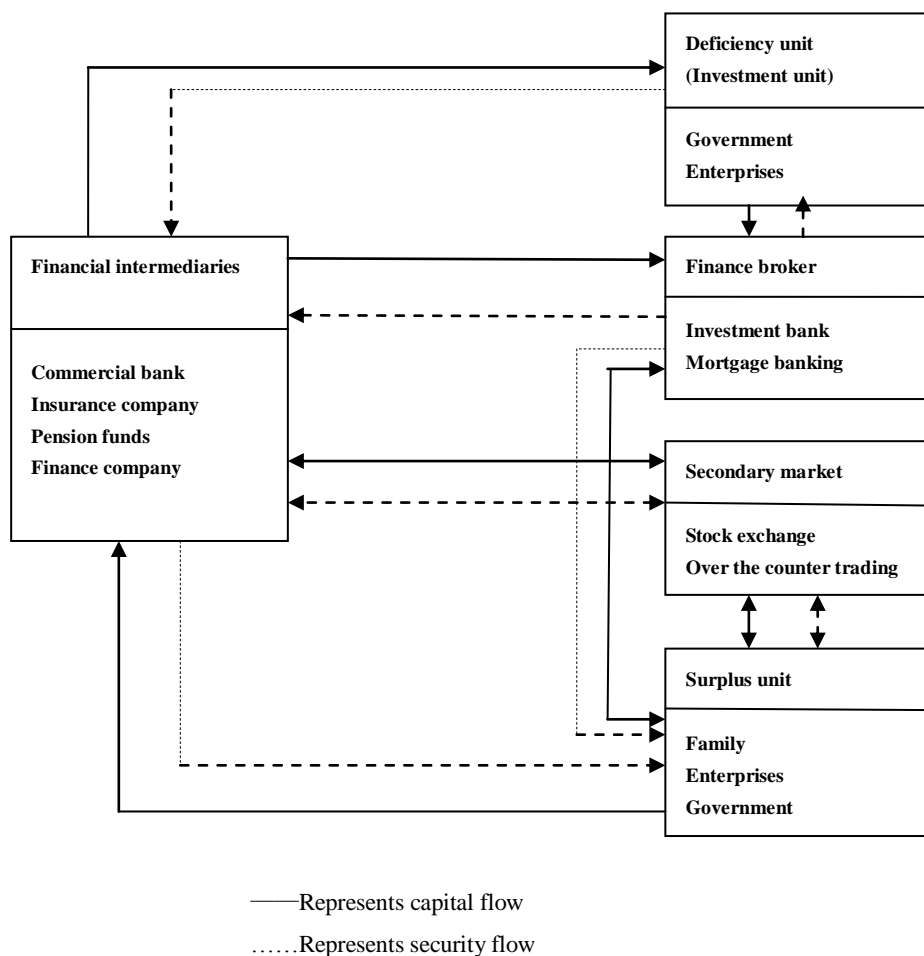 Deficiency unit
(Investment unit)
Government
Enterprises
Financial intermediaries
Commercial bank
Insurance company
Pension funds
Finance company
Finance broker
Investment bank
Mortgage banking
Secondary market
Stock exchange
Over the counter trading
Surplus unit
Family
Enterprises
Government
——Represents capital flow
……Represents security flow